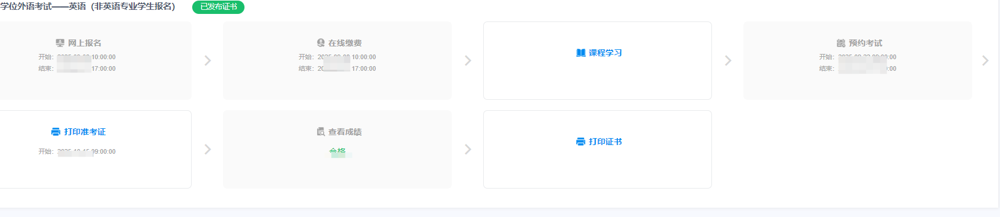 学位外语考试——英语（非英语专业学生报名） 已发布证书
网上报名
开始： 10:00:00
结束： 17:00:00
在线缴费
开始： 10:00:00
结束： 17:00:00
课程学习
预约考试
开始：
结束：
打印准考证
开始： 09:00:00
查看成绩
合格
打印证书